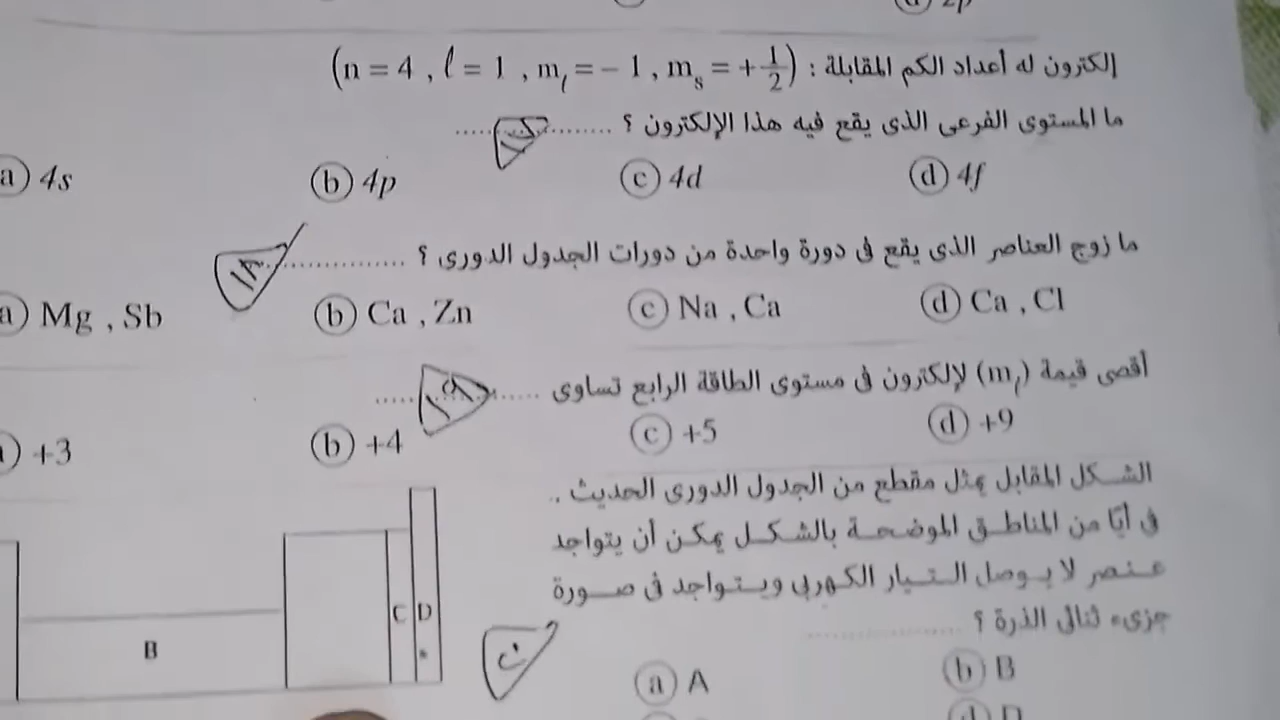 (d) 2p
إلكترون له أعداد الكم المقابلة : (n = 4 , l = 1 , mₗ = − 1 , mₛ = + 1/2)
ما المستوى الفرعى الذى يقع فيه هذا الإلكترون ؟ ....................
a) 4s (b) 4p (c) 4d (d) 4f
ما زوج العناصر الذى يقع فى دورة واحدة من دورات الجدول الدورى ؟ ....................
a) Mg , Sb (b) Ca , Zn (c) Na , Ca (d) Ca , Cl
أقصى قيمة (mₗ) لإلكترون فى مستوى الطاقة الرابع تساوى ....................
) +3 (b) +4 (c) +5 (d) +9
الشكل المقابل يمثل مقطع من الجدول الدورى الحديث ..
فى أيًا من المناطق الموضحة بالشكل يمكن أن يتواجد
عنصر لا يوصل التيار الكهربى ويتواجد فى صورة
جزىء ثنائى الذرة ؟ ....................
B C D
(a) A (b) B
(d) D